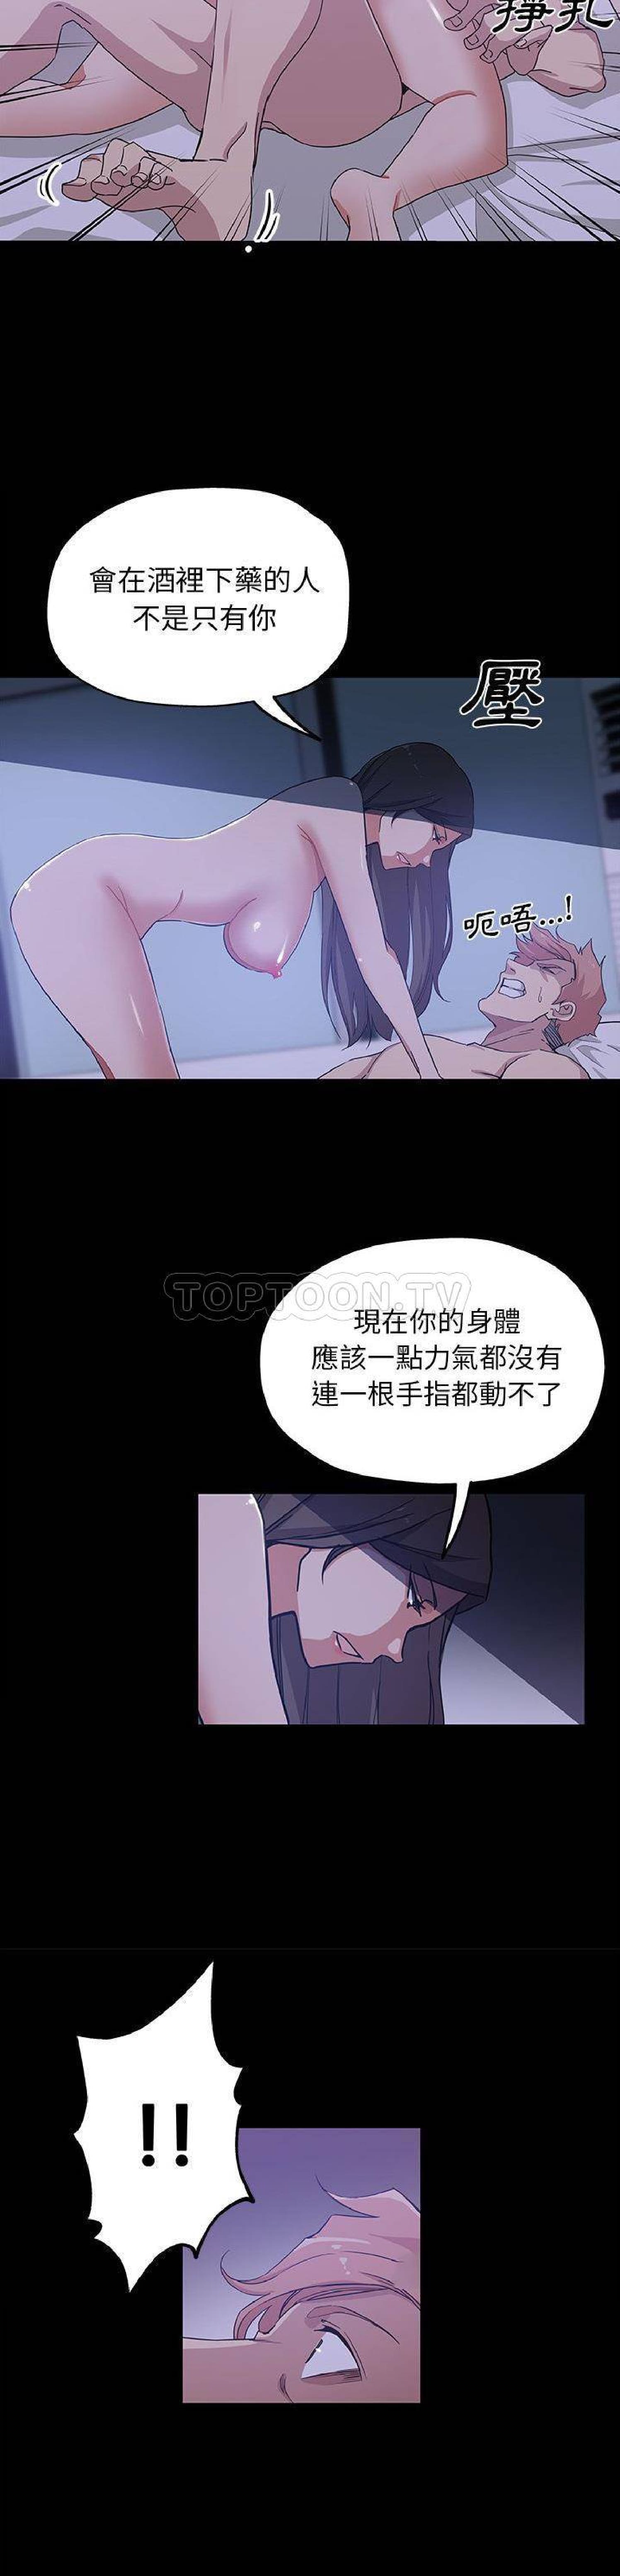 掙扎
會在酒裡下藥的人
不是只有你
壓
呃唔...!
TOPTOON.TV
現在你的身體
應該一點力氣都沒有
連一根手指都動不了
!!